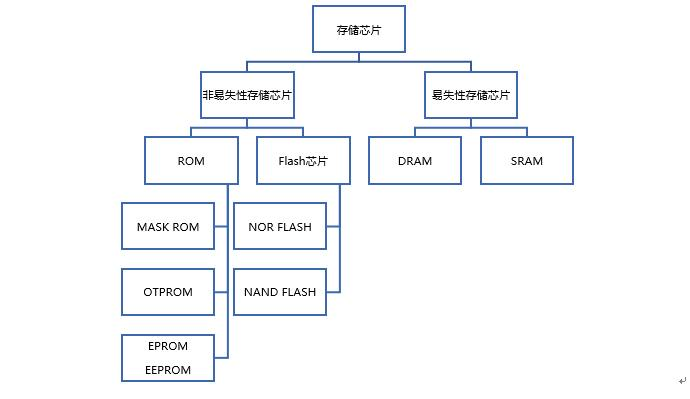 存储芯片
非易失性存储芯片
易失性存储芯片
ROM
Flash芯片
DRAM
SRAM
MASK ROM
NOR FLASH
OTPROM
NAND FLASH
EPROM
EEPROM